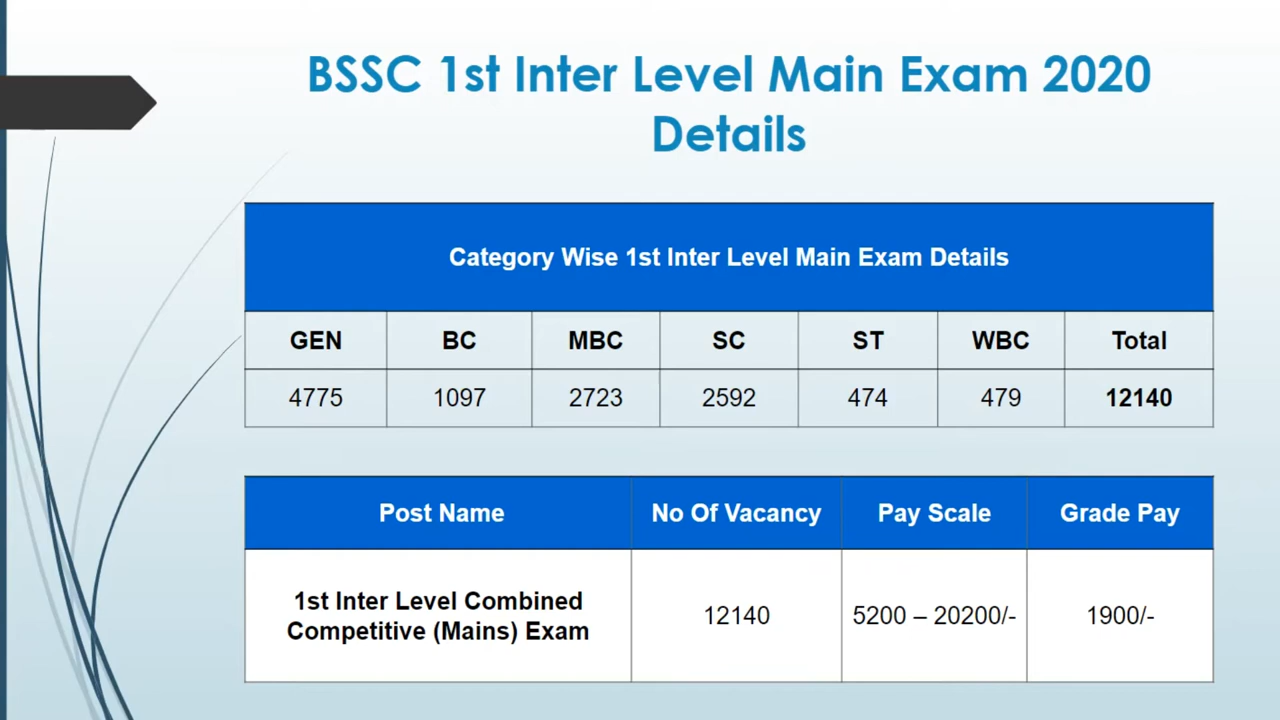 BSSC 1st Inter Level Main Exam 2020
Details
Category Wise 1st Inter Level Main Exam Details
GEN BC MBC SC ST WBC Total
4775 1097 2723 2592 474 479 12140
Post Name No Of Vacancy Pay Scale Grade Pay
1st Inter Level Combined
Competitive (Mains) Exam
12140 5200 – 20200/- 1900/-